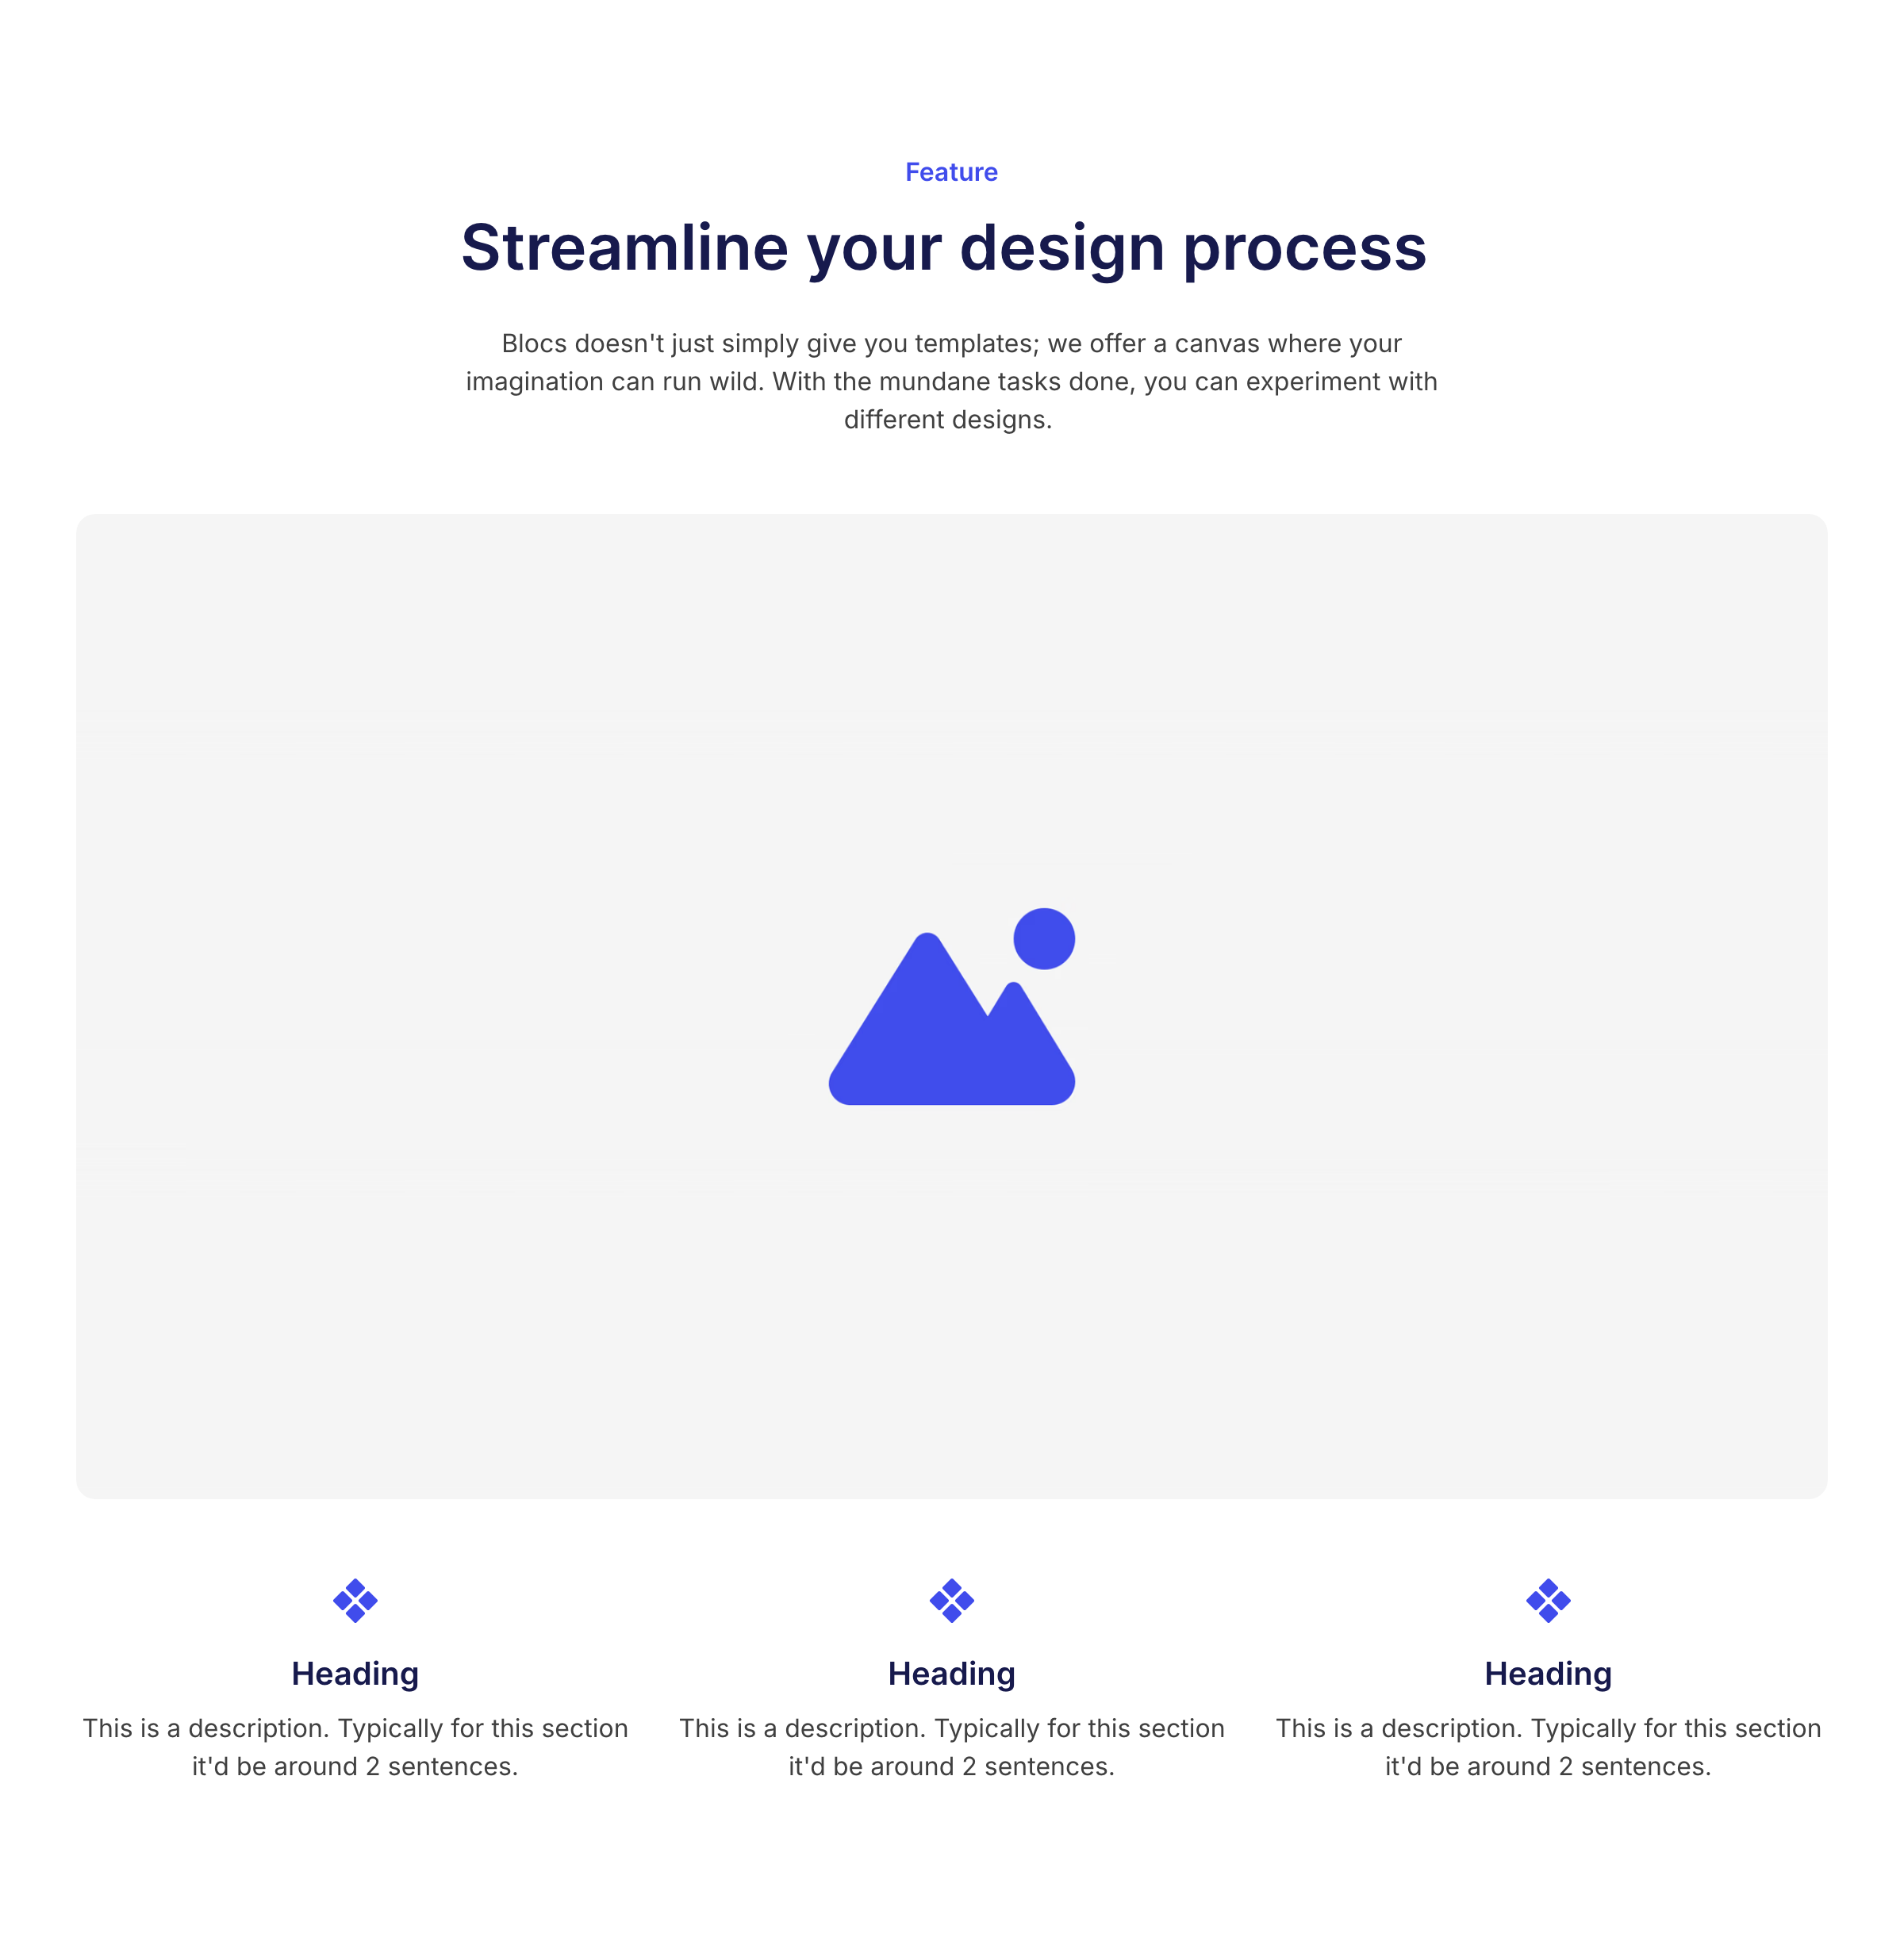 Feature
Streamline your design process
Blocs doesn't just simply give you templates; we offer a canvas where your
imagination can run wild. With the mundane tasks done, you can experiment with
different designs.
Heading
This is a description. Typically for this section
it'd be around 2 sentences.
Heading
This is a description. Typically for this section
it'd be around 2 sentences.
Heading
This is a description. Typically for this section
it'd be around 2 sentences.